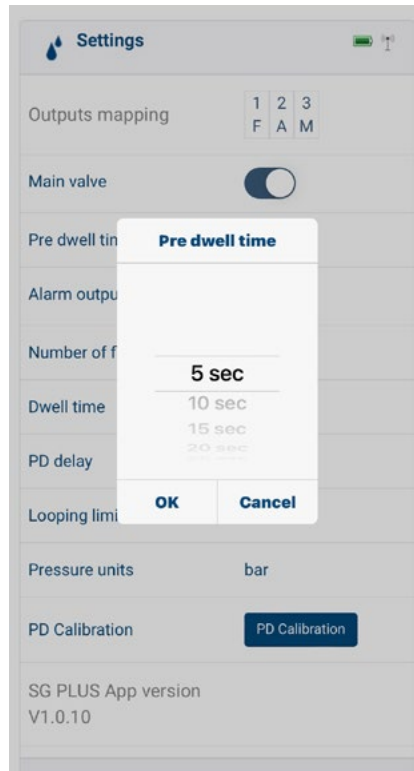 Settings
Outputs mapping
1 2 3
F A M
Main valve
Pre dwell tin
Pre dwell time
Alarm outpu
Number of f
5 sec
Dwell time
10 sec
15 sec
20 sec
PD delay
OK Cancel
Looping limi
Pressure units bar
PD Calibration PD Calibration
SG PLUS App version
V1.0.10